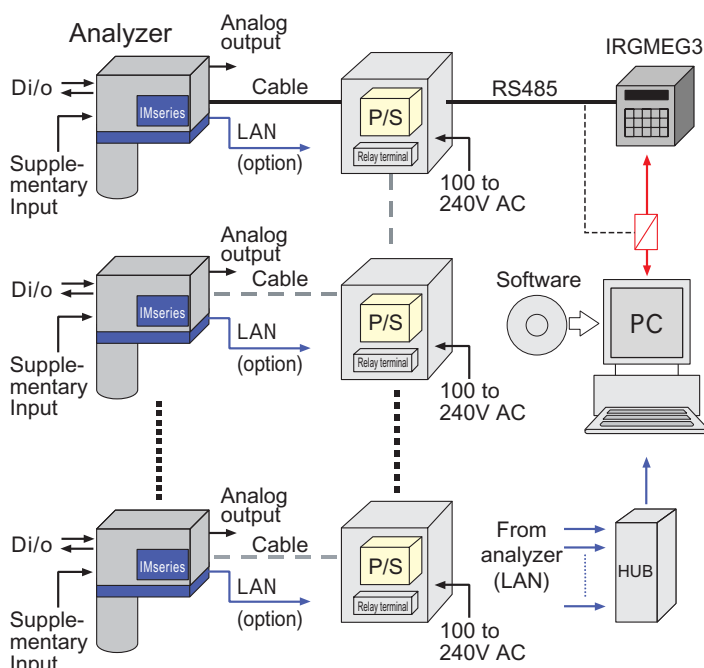 Analyzer
Analog
output
IRGMEG3
Di/o
Cable
RS485
IMseries
P/S
LAN
(option)
Relay terminal
Supple-
mentary
Input
100 to
240V AC
Analog
output
Di/o
Cable
Software
IMseries
P/S
PC
LAN
(option)
Relay terminal
Supple-
mentary
Input
100 to
240V AC
Analog
output
From
analyzer
(LAN)
Di/o
Cable
IMseries
P/S
HUB
LAN
(option)
Relay terminal
Supple-
mentary
Input
100 to
240V AC